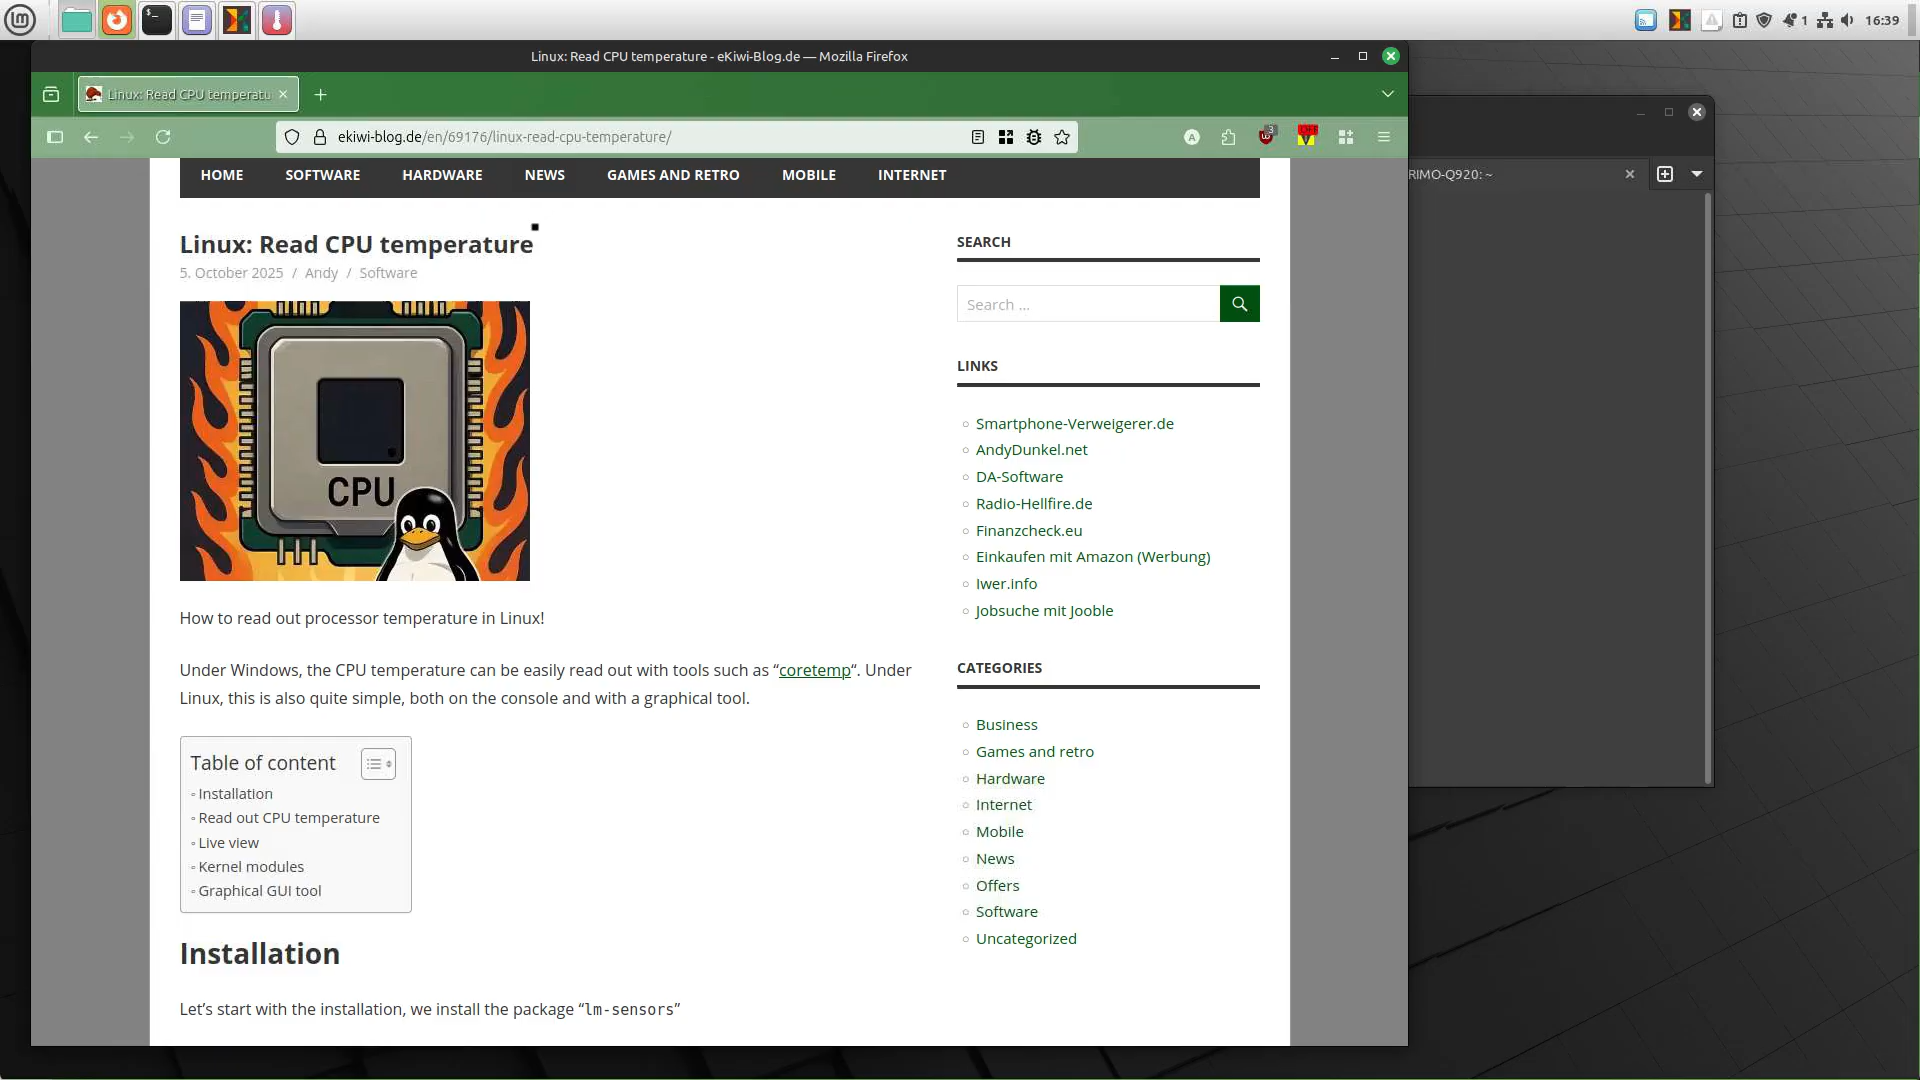 1
16:39
Linux: Read CPU temperature - eKiwi-Blog.de — Mozilla Firefox
Linux: Read CPU temperatu
RIMO-Q920: ~
ekiwi-blog.de/en/69176/linux-read-cpu-temperature/
A
3
OFF
V
HOME SOFTWARE HARDWARE NEWS GAMES AND RETRO MOBILE INTERNET
Linux: Read CPU temperature
5. October 2025 / Andy / Software
CPU
How to read out processor temperature in Linux!
Under Windows, the CPU temperature can be easily read out with tools such as “coretemp“. Under
Linux, this is also quite simple, both on the console and with a graphical tool.
Table of content
Installation
Read out CPU temperature
Live view
Kernel modules
Graphical GUI tool
Installation
Let’s start with the installation, we install the package “lm-sensors”
SEARCH
Search ...
LINKS
Smartphone-Verweigerer.de
AndyDunkel.net
DA-Software
Radio-Hellfire.de
Finanzcheck.eu
Einkaufen mit Amazon (Werbung)
Iwer.info
Jobsuche mit Jooble
CATEGORIES
Business
Games and retro
Hardware
Internet
Mobile
News
Offers
Software
Uncategorized